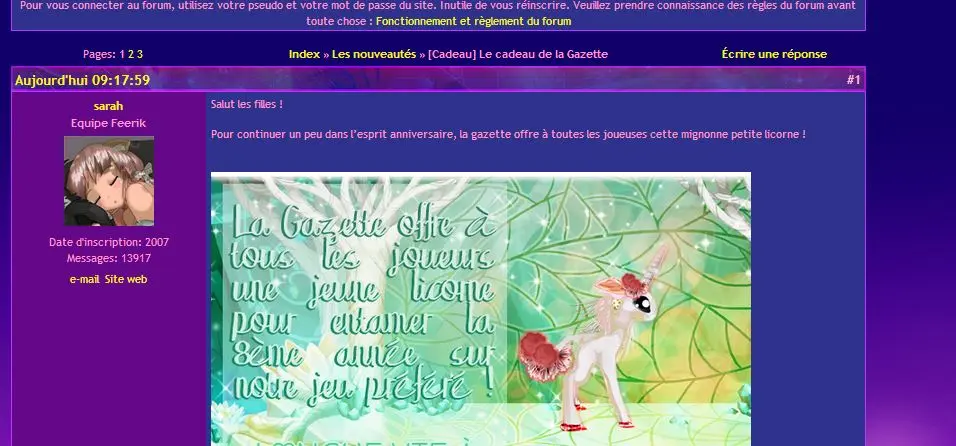 Pour vous connecter au forum, utilisez votre pseudo et votre mot de passe du site. Inutile de vous réinscrire. Veuillez prendre connaissance des règles du forum avant
toute chose : Fonctionnement et règlement du forum
Pages: 1 2 3 Index » Les nouveautés » [Cadeau] Le cadeau de la Gazette Écrire une réponse
Aujourd'hui 09:17:59 #1
sarah
Equipe Feerik
Date d'inscription: 2007
Messages: 13917
e-mail Site web
Salut les filles !
Pour continuer un peu dans l'esprit anniversaire, la gazette offre à toutes les joueuses cette mignonne petite licorne !
La Gazette offre à
tous les joueurs
une jeune licorne
pour entamer la
8ème année sur
notre jeu préféré !